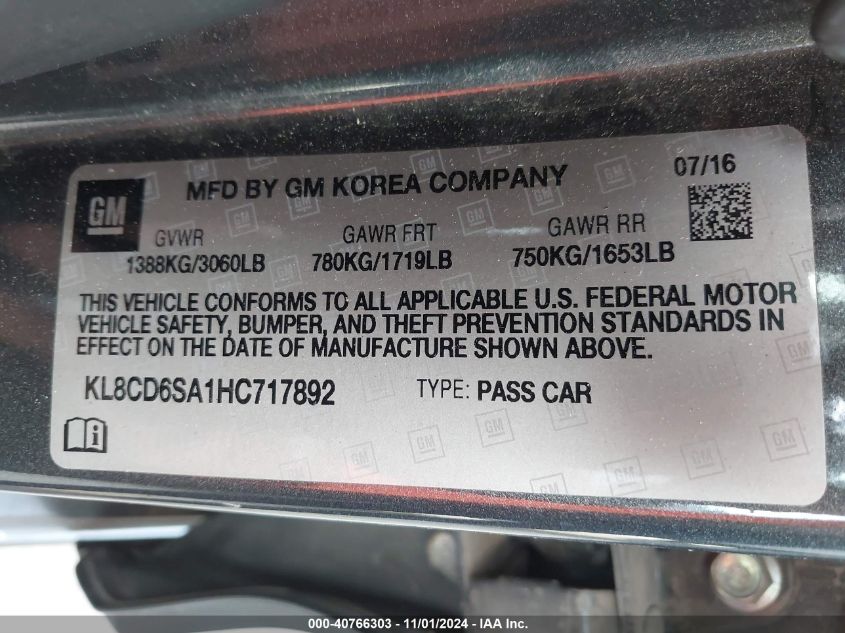 GM
MFD BY GM KOREA COMPANY
07/16
GVWR
GAWR FRT
GAWR RR
1388KG/3060LB
780KG/1719LB
750KG/1653LB
THIS VEHICLE CONFORMS TO ALL APPLICABLE U.S. FEDERAL MOTOR
VEHICLE SAFETY, BUMPER, AND THEFT PREVENTION STANDARDS IN
EFFECT ON THE DATE OF MANUFACTURE SHOWN ABOVE.
KL8CD6SA1HC717892
TYPE: PASS CAR
000-40766303 - 11/01/2024 - IAA Inc.